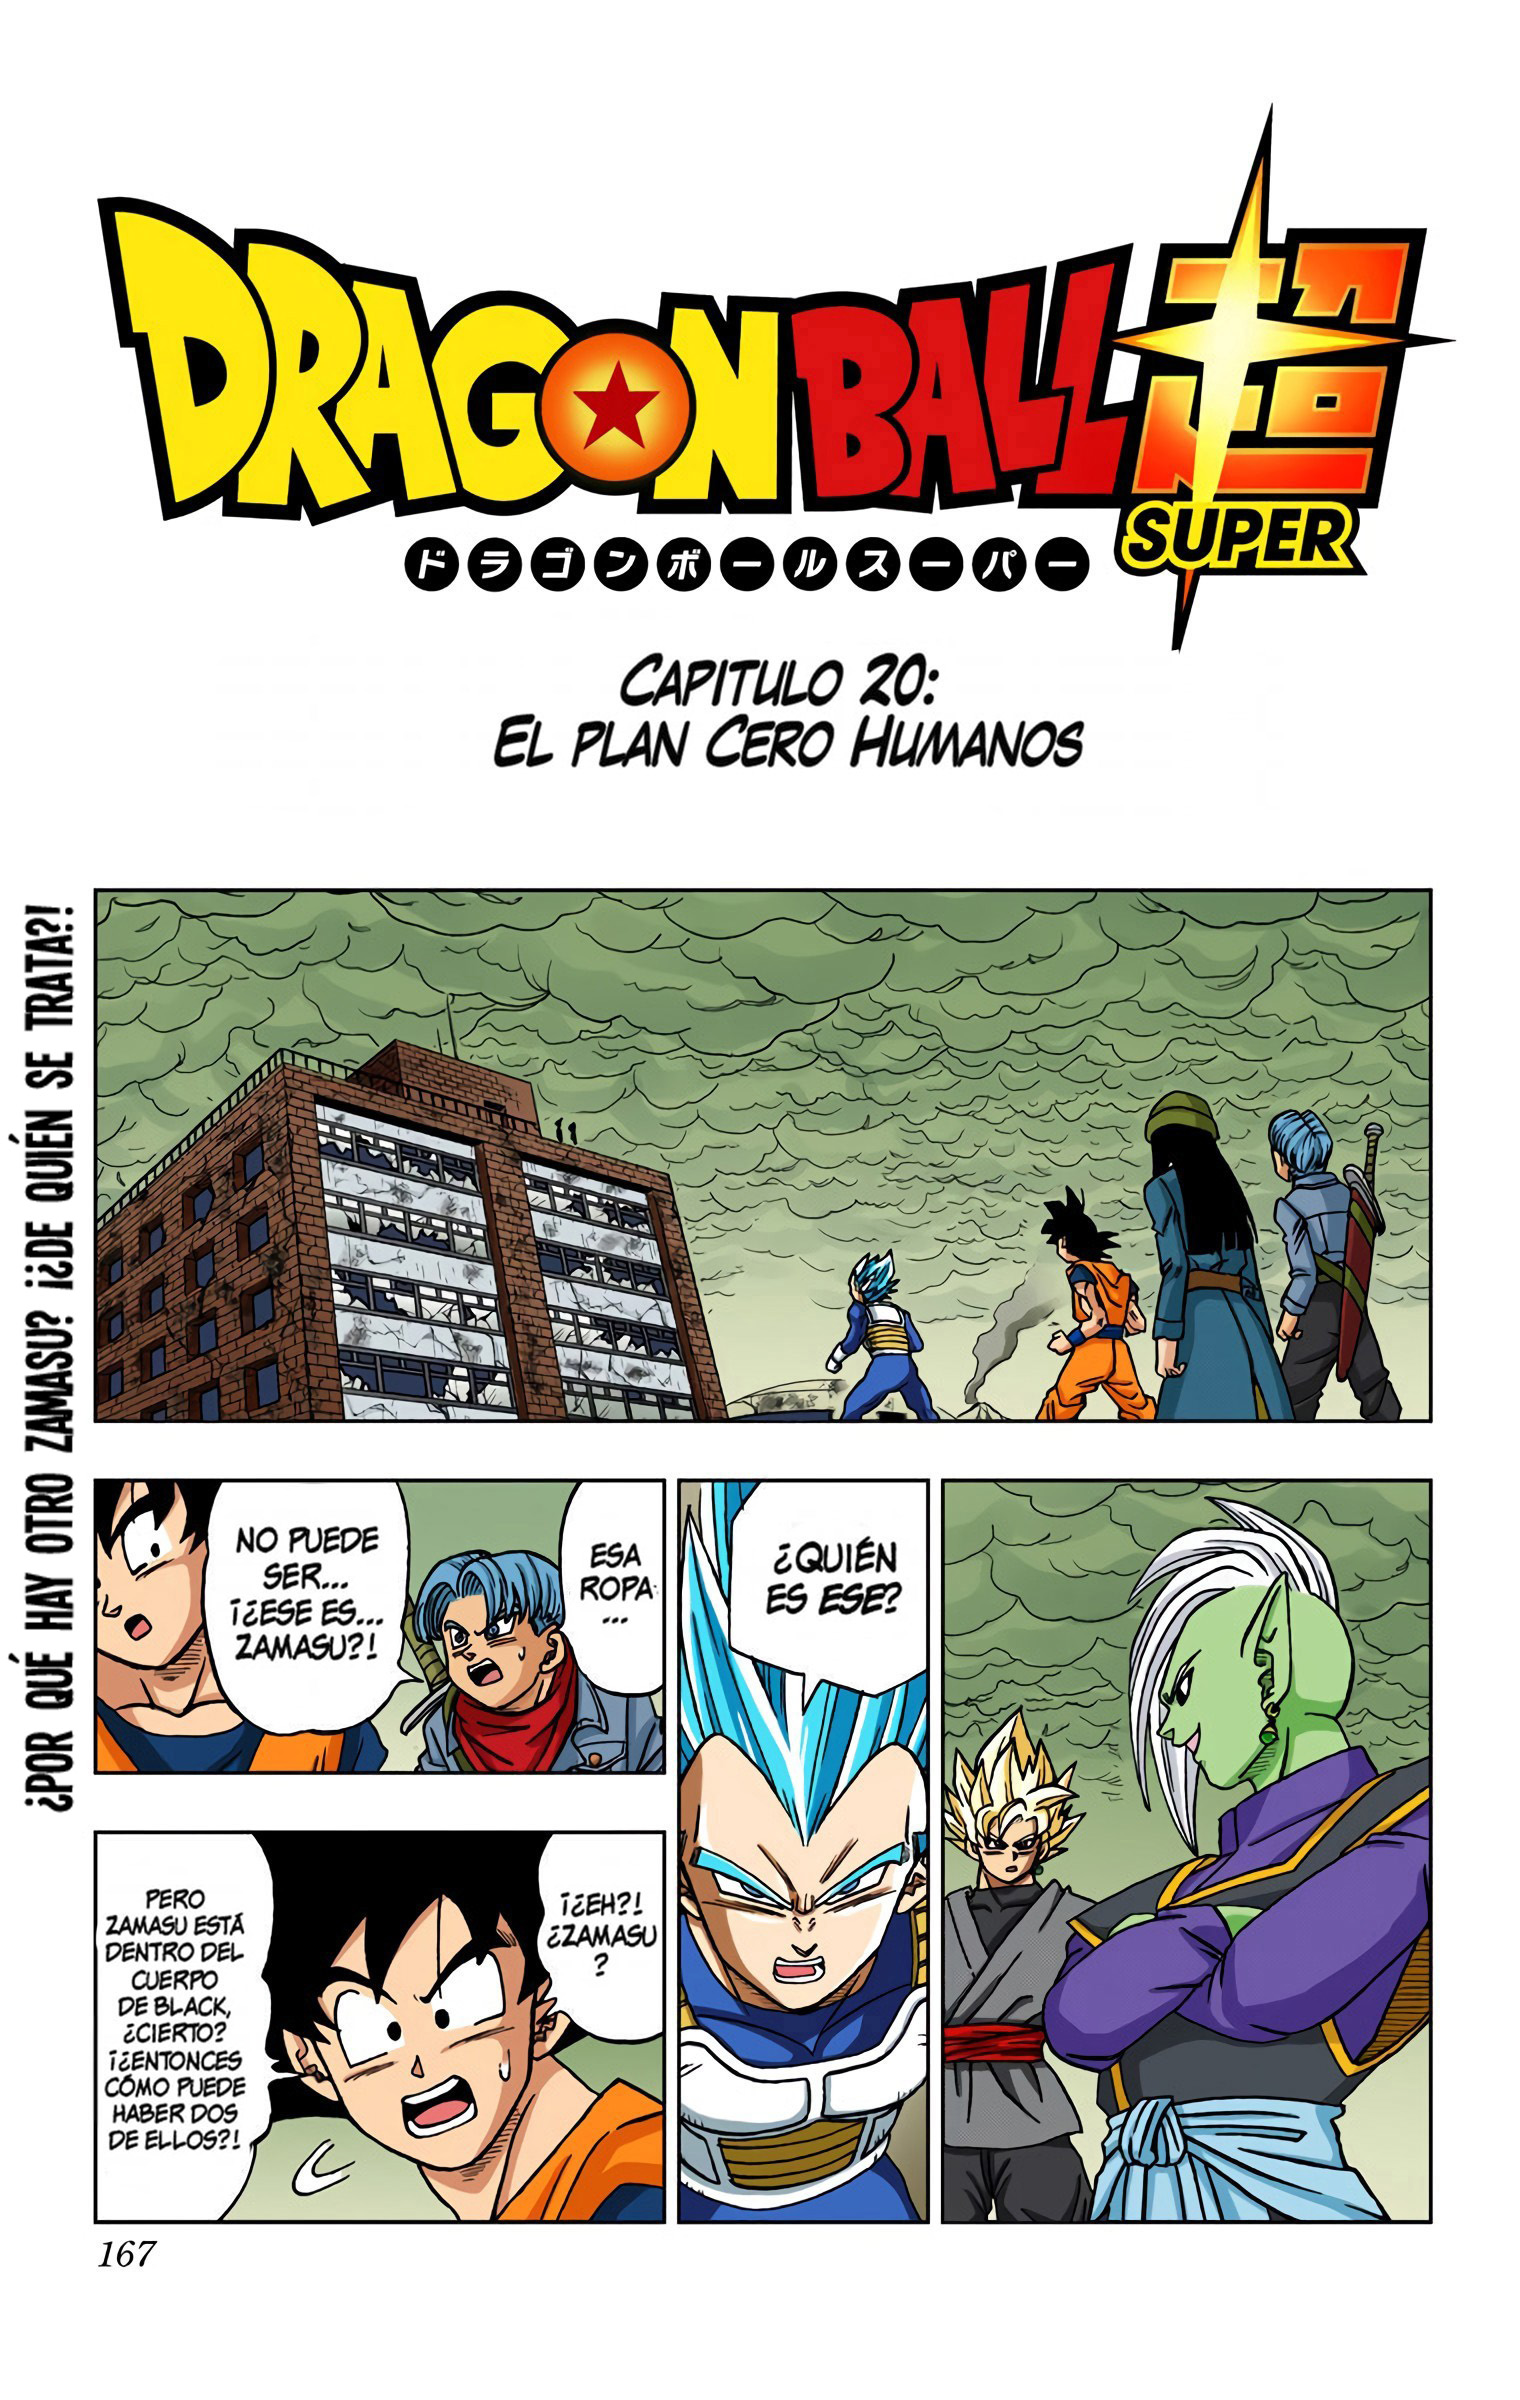 DRAGON BALL 超
SUPER
ドラゴンボールスーパー
CAPITULO 20:
EL PLAN CERO HUMANOS
¿POR QUÉ HAY OTRO ZAMASU? ¡¿DE QUIÉN SE TRATA?!
¿QUIÉN
ES ESE?
ESA
ROPA
...
NO PUEDE
SER...
¡¿ESE ES...
ZAMASU?!
¡¿EH?!
¿ZAMASU
?
PERO
ZAMASU ESTÁ
DENTRO DEL
CUERPO
DE BLACK,
¿CIERTO?
¡¿ENTONCES
CÓMO PUEDE
HABER DOS
DE ELLOS?!
167